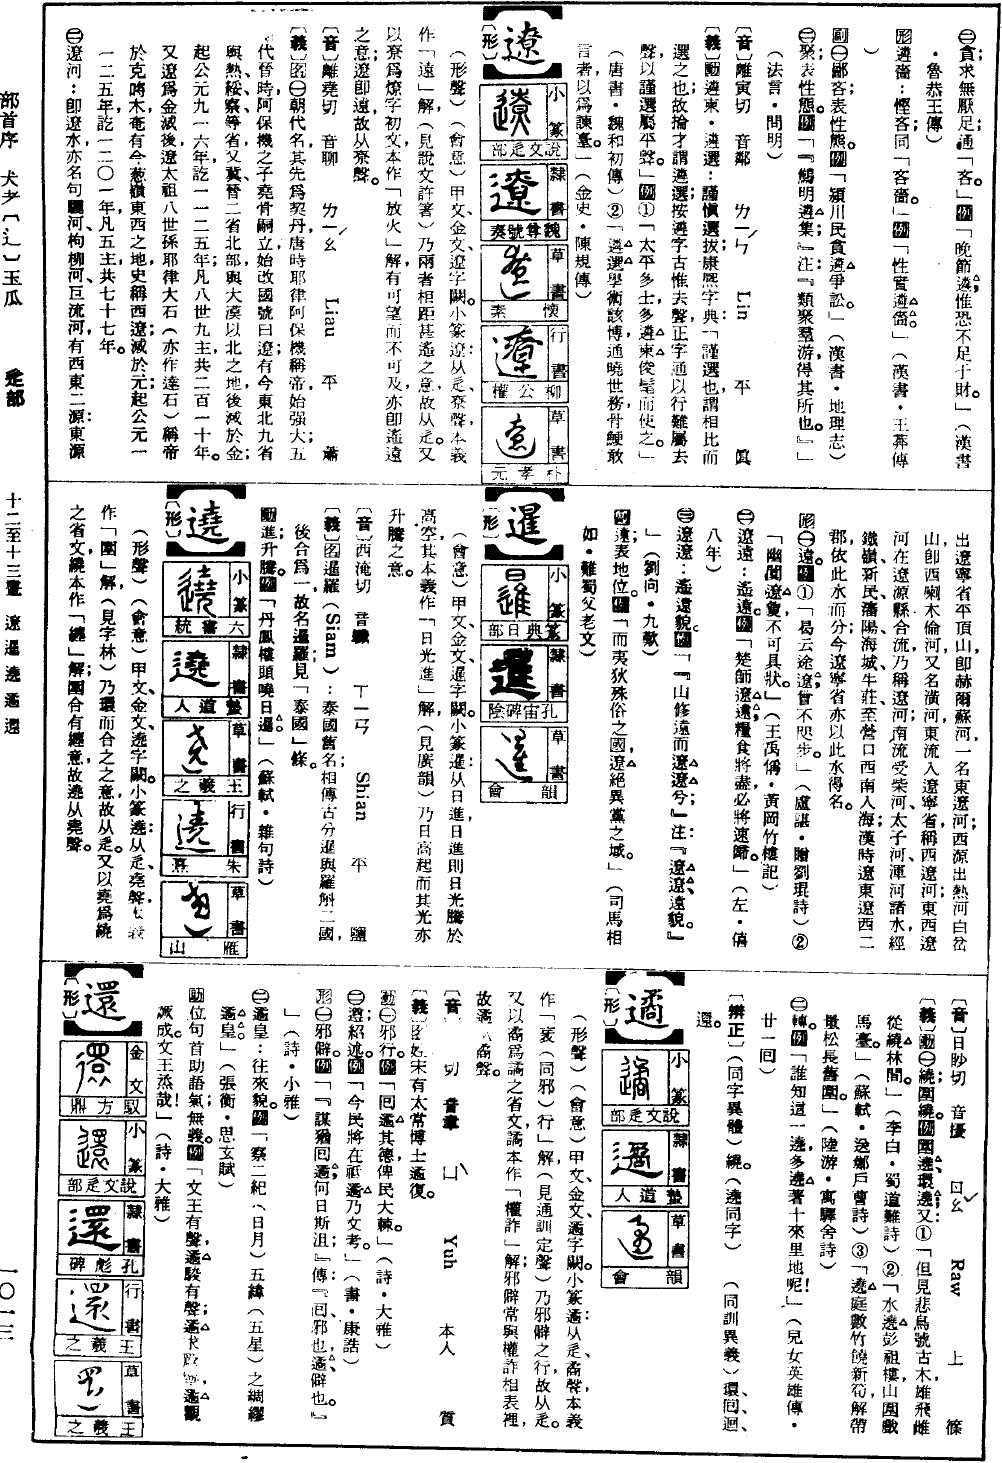 ㊂貪求無厭足；通「吝。」例「晚節遴惟恐不足于財。」（漢書
・魯恭王傳）
形遴嗇：慳吝同「吝嗇。」例「性實遴嗇。」（漢書・王莽傳
）
副㊀鄙吝表性態。例「潁川民貪遴爭訟。」（漢書・地理志）
㊁聚；表性態。例「『鷦明遴集』注：『類聚羣游，得其所也。』」
（法言・問明）
〔音〕離寅切 音鄰 ㄌㄧㄣˊ Lin 平 眞
〔義〕動遴柬・遴選：謹愼選拔；康熙字典「謹選也，謂相比而
選之也，故掄才謂遴選。按遴字古惟去聲，正字通以行難屬去
聲，以謹選屬平聲。」例①「太平多士，多遴柬俊髦而使之。」
（唐書・魏和初傳）②「遴選學術該博，通曉世務，骨鯁敢
言者以爲諫臺。」（金史・陳規傳）
遼
〔形〕
小篆 說文辵部
隸書 魏尊號奏
草書 懷素
行書 柳公權
草書 朴孝元
（形聲）（會意）甲文、金文、遼字闕。小篆遼：从辵，尞聲，本義
作「遠」解（見說文許箸）乃兩者相距甚遙之意，故从辵。又
以尞爲燎字初文，本作「放火」解，有可望而不可及，亦卽遙遠
之意，遼卽遠，故从尞聲。
〔音〕離堯切 音聊 ㄌㄧㄠˊ Liau 平 蕭
〔義〕名㊀朝代名；其先爲契丹，唐時耶律阿保機稱帝，始强大；五
代晉時，阿保機之子堯骨嗣立，始改國號曰遼；有今東北九省
與熱、綏、察等省，又冀、晉二省北部，與大漠以北之地，後滅於金；
起公元九一六年，訖一一二五年，凡八世九主，共二百一十年。
又遼爲金滅後，遼太祖八世孫耶律大石（亦作達石）稱帝
於克哷木，奄有今葱嶺東西之地，史稱西遼；滅於元；起公元一
一二五年，訖一二〇一年，凡五主，共七十七年。
㊁遼河：卽遼水，亦名句驪河，枸柳河，巨流河；有西東二源：東源
出遼寧省平頂山，卽赫爾蘇河，一名東遼河；西源出熱河白岔
山，卽西喇木倫河，又名潢河，東流入遼寧省，稱西遼河；東西遼
河在遼源縣合流，乃稱遼河；南流受柴河、太子河、渾河諸水，經
鐵嶺、新民、瀋陽、海城、牛莊，至營口西南入海；漢時遼東遼西二
郡，依此水而分；今遼寧省亦以此水得名。
形㊀遠。例①「曷云途遼，曾不咫步。」（盧諶・贈劉琨詩）②
「幽闃遼敻，不可具狀。」（王禹偁・黃岡竹樓記）
㊁遼遠：遙遠。例「楚師遼遠，糧食將盡，必將速歸。」（左・僖
八年）
㊂遼遼：遙遠貌。例「『山修遠而遼遼兮』注：『遼遼、遠貌。』
」（劉向・九歎）
副遠；表地位。例「而夷狄殊俗之國，遼絕異黨之域。」（司馬相
如・難蜀父老文）
暹
〔形〕
小篆 篆典日部
隸書 孔宙碑陰
草書 韻會
（會意）甲文、金文、暹字闕。小篆暹：从日進，日進則日光騰於
高空，其本義作「日光進」解（見廣韻）乃日高起而其光亦
升騰之意。
〔音〕西淹切 音纖 ㄒㄧㄢ Shian 平 鹽
〔義〕名暹羅（Siam）：泰國舊名；相傳古分暹與羅斛二國，
後合爲一，故名暹羅；見「泰國」條。
動進升；騰。例「丹鳳樓頭曉日暹。」（蘇軾・雜句詩）
遶
〔形〕
小篆 六書統
隸書 蟄道人
草書 王羲之
行書 朱熹
草書 雁山
（形聲）（會意）甲文、金文、遶字闕。小篆遶：从辵，堯聲，本義
作「圍」解（見字林）乃環而合之之意，故从辵。又以堯爲繞
之省文，繞本作「纏」解；圍合有纏意，故遶从堯聲。
〔音〕日眇切 音擾 ㄖㄠˇ Raw 上 篠
〔義〕動㊀繞；圍繞。例圍遶、環遶；又①「但見悲鳥號古木，雄飛雌
從繞林間。」（李白・蜀道難詩）②「水遶彭祖樓，山圍戲
馬臺。」（蘇軾・送鄭戶曹詩）③「遶庭數竹饒新筍，解帶
量松長舊圍。」（陸游・寓驛舍詩）
㊁轉。例「誰知道一遶，多遶著十來里地呢！」（兒女英雄傳・
廿一回）
〔辨正〕（同字異體）繞。（遶同字）（同訓異義）環、回、迴、
還。
遹
〔形〕
小篆 說文辵部
隸書 蟄道人
草書 韻會
（形聲）（會意）甲文、金文、遹字闕。小篆遹：从辵，矞聲，本義
作「衺（同邪）行」解（見通訓定聲）乃邪僻之行，故从辵。
又以矞爲譎之省文，譎本作「權詐」解，邪僻常與權詐相表裡，
故遹从矞聲。
〔音〕切 音聿 ㄩˋ Yuh 本入 質
〔義〕名姓，宋有太常博士遹復。
動㊀邪行。例「回遹其德，俾民大棘。」（詩・大雅）
㊁遵；紹述。例「今民將在祗遹乃文考。」（書・康誥）
形㊀邪僻。例「『謀猶回遹，何日斯沮。』傳：『回、邪也，遹、僻也。』
」（詩・小雅）
㊁遹皇：往來貌。例「察二紀（日月）五緯（五星）之綢繆
遹皇。」（張衡・思玄賦）
助位句首，助語氣，無義。例「文王有聲，遹駿有聲；遹求厥寧，遹觀
厥成，文王烝哉！」（詩・大雅）
還
〔形〕
金文 馭方鼎
小篆 說文辵部
隸書 孔彪碑
行書 王羲之
草書 王羲之
部首序 犬犭〔辶〕玉瓜 辵部 十二至十三畫 遼暹遶遹還 一〇一三